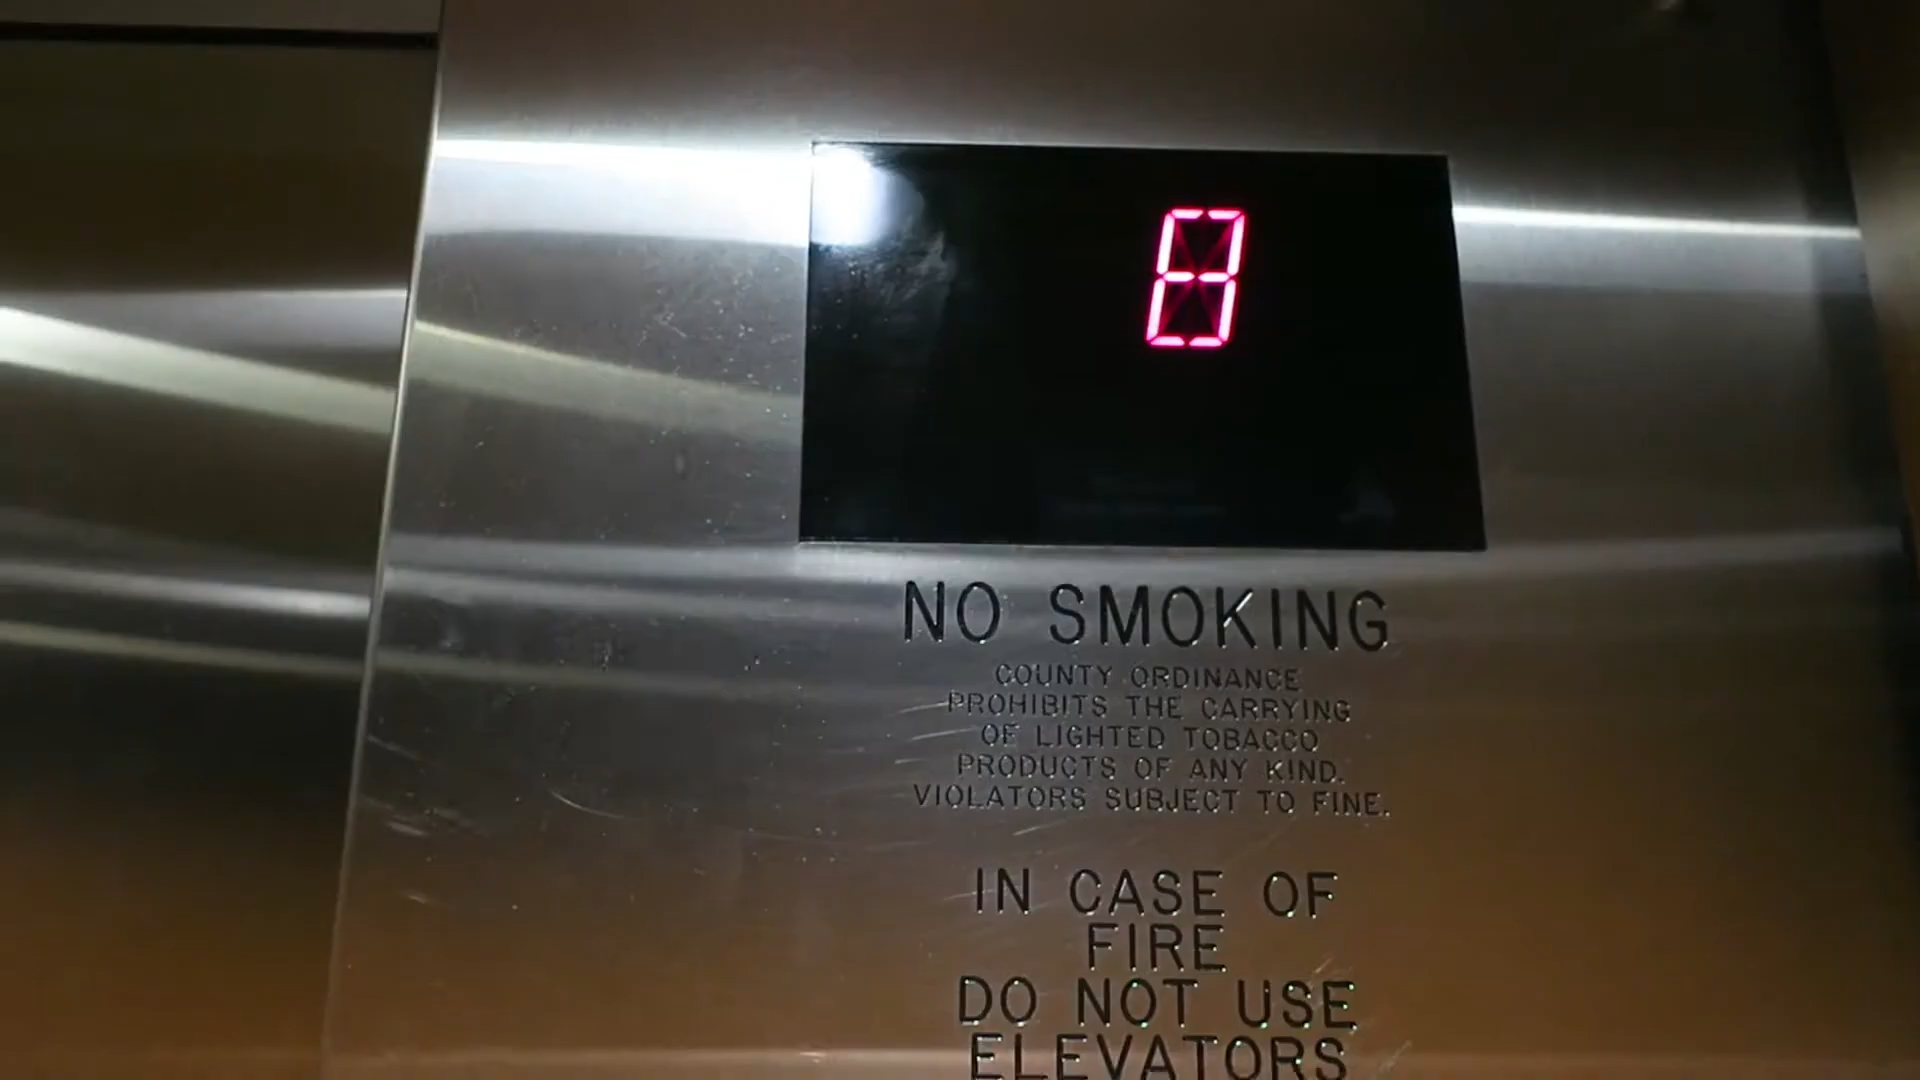 8
NO SMOKING
COUNTY ORDINANCE
PROHIBITS THE CARRYING
OF LIGHTED TOBACCO
PRODUCTS OF ANY KIND.
VIOLATORS SUBJECT TO FINE.
IN CASE OF
FIRE
DO NOT USE
ELEVATORS